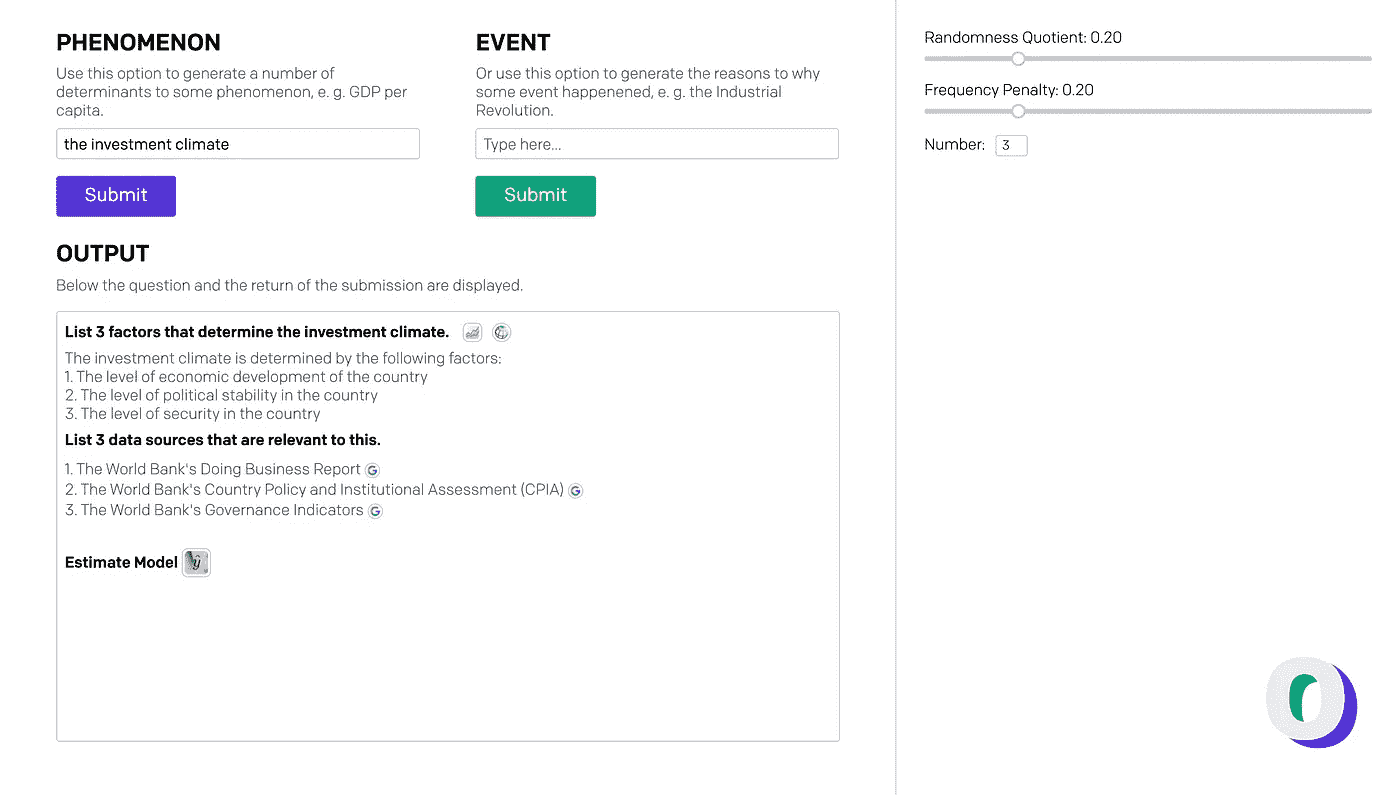 PHENOMENON
Use this option to generate a number of
determinants to some phenomenon, e. g. GDP per
capita.
the investment climate
Submit
EVENT
Or use this option to generate the reasons to why
some event happenened, e. g. the Industrial
Revolution.
Type here...
Submit
OUTPUT
Below the question and the return of the submission are displayed.
List 3 factors that determine the investment climate.
The investment climate is determined by the following factors:
1. The level of economic development of the country
2. The level of political stability in the country
3. The level of security in the country
List 3 data sources that are relevant to this.
1. The World Bank's Doing Business Report G
2. The World Bank's Country Policy and Institutional Assessment (CPIA) G
3. The World Bank's Governance Indicators G
Estimate Model ŷ
Randomness Quotient: 0.20
Frequency Penalty: 0.20
Number: 3